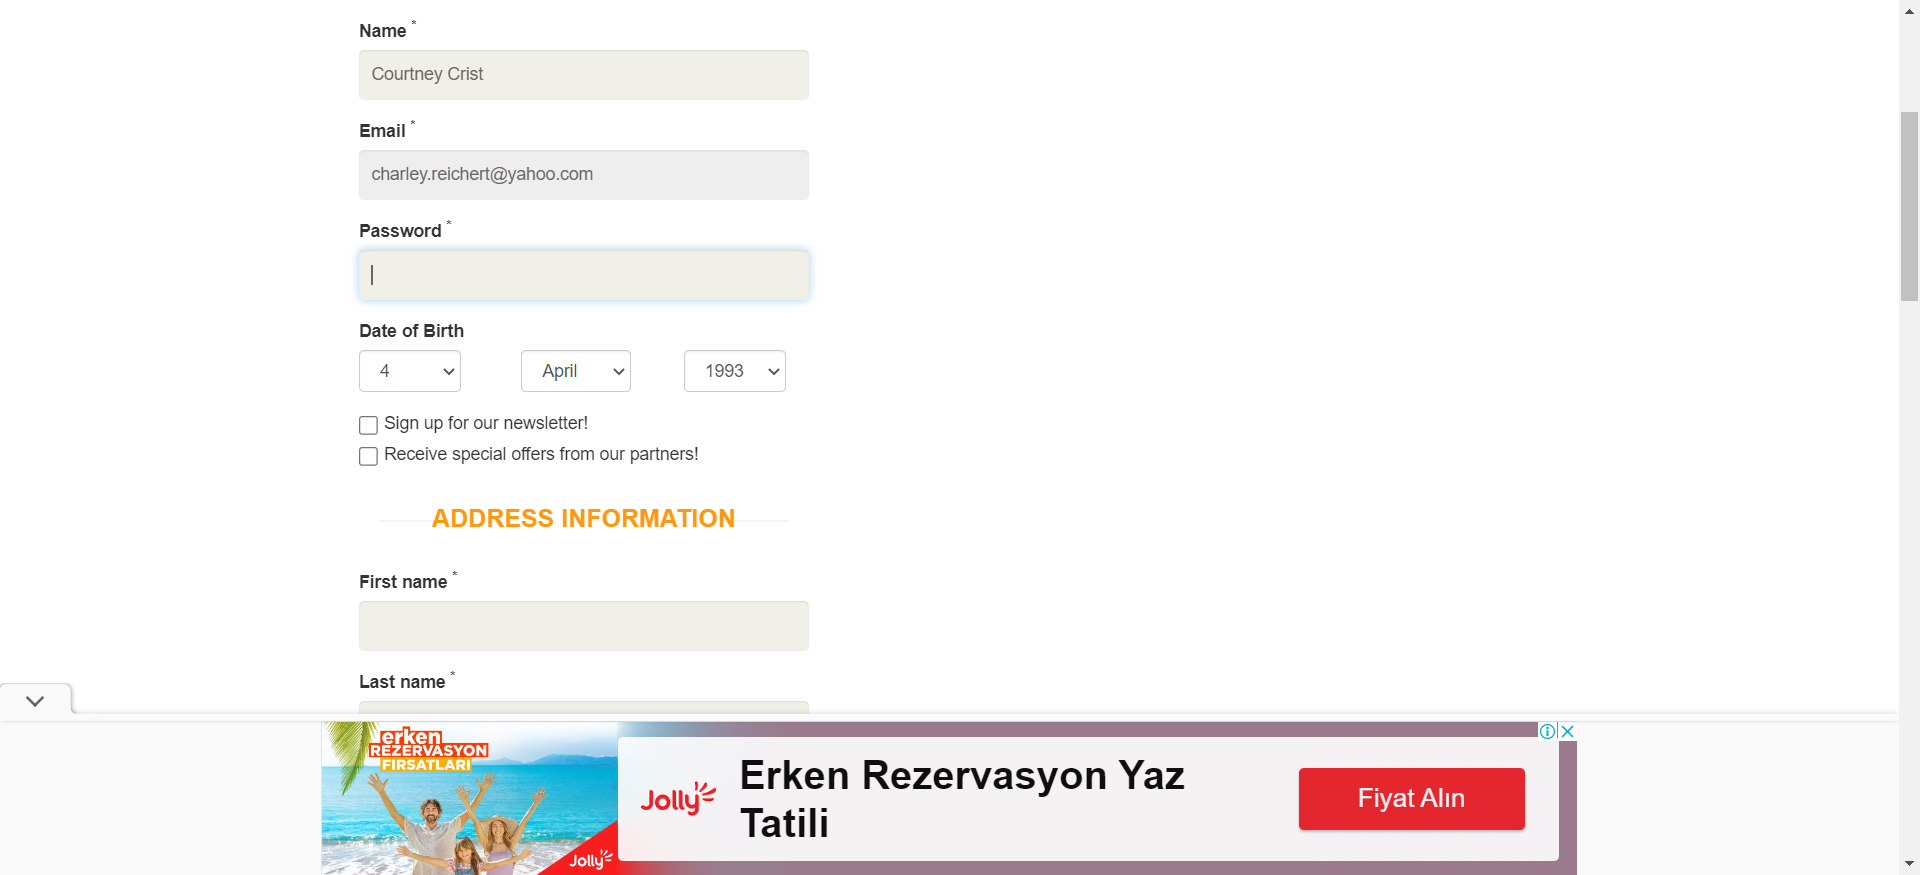 Name *
Courtney Crist
Email *
charley.reichert@yahoo.com
Password *
Date of Birth
4 April 1993
Sign up for our newsletter!
Receive special offers from our partners!
ADDRESS INFORMATION
First name *
Last name *
erken
REZERVASYON
FIRSATLARI
Jolly
Jolly
Erken Rezervasyon Yaz
Tatili
Fiyat Alın